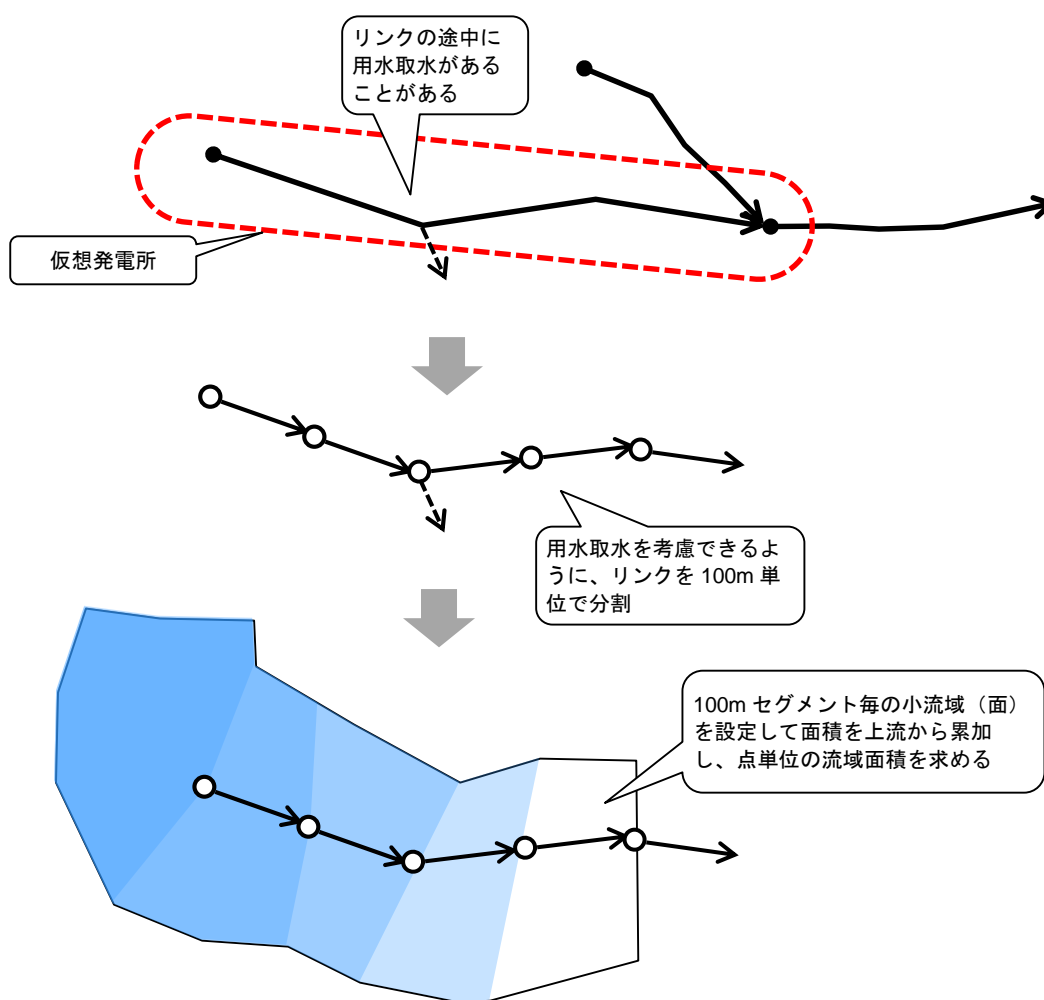 リンクの途中に
用水取水がある
ことがある
仮想発電所
用水取水を考慮できるよ
うに、リンクを 100m 単
位で分割
100m セグメント毎の小流域（面）
を設定して面積を上流から累加
し、点単位の流域面積を求める